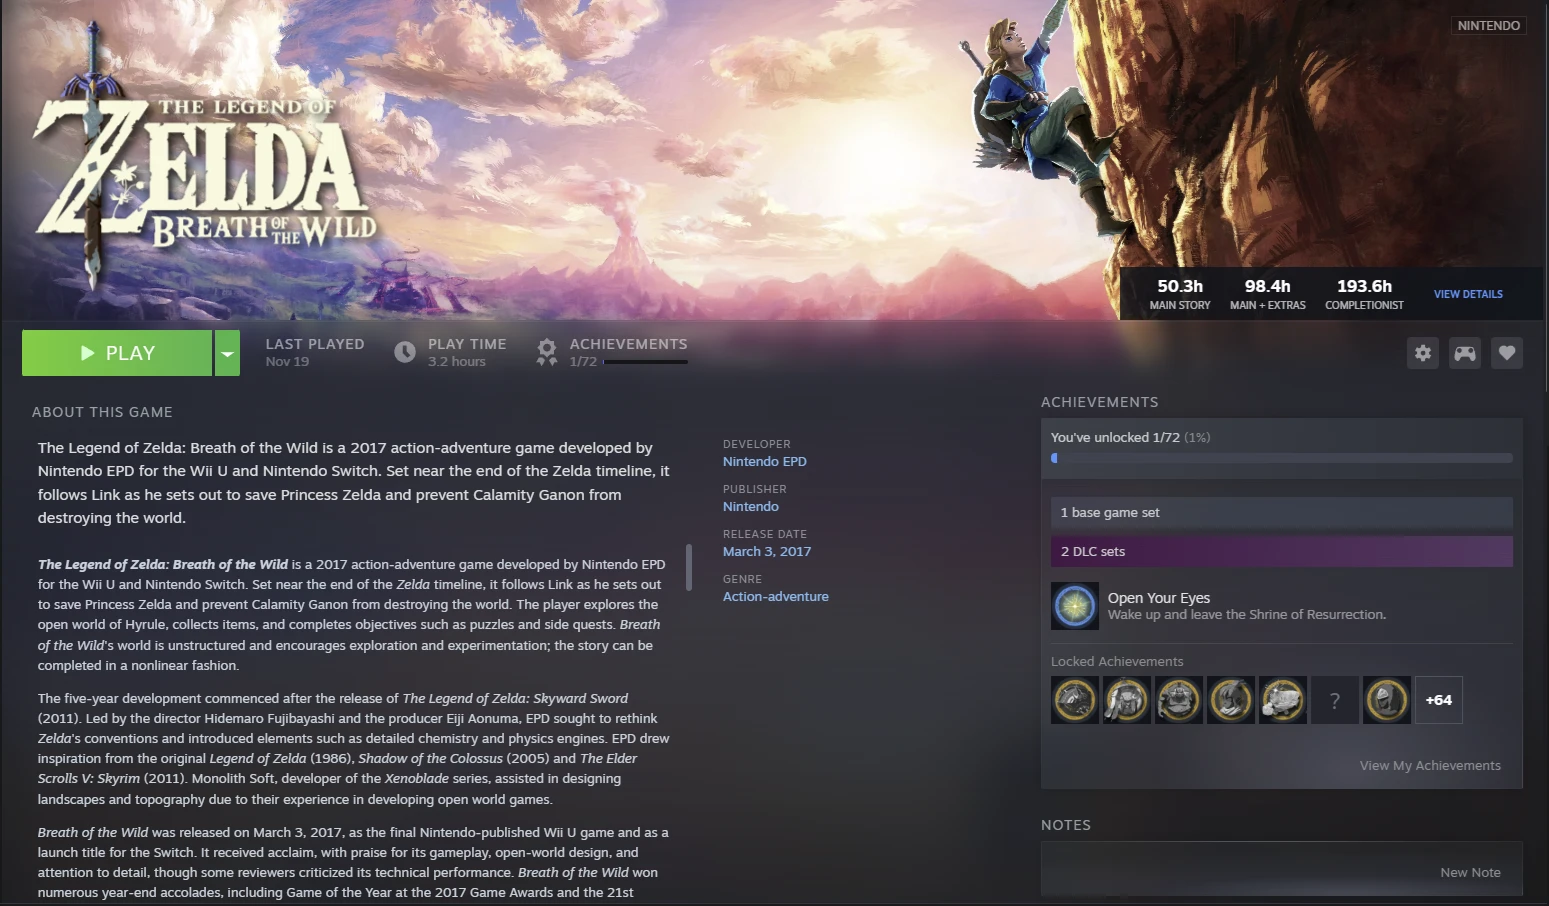 NINTENDO
THE LEGEND OF
ZELDA
BREATH OF THE WILD
50.3h 98.4h 193.6h
MAIN STORY MAIN + EXTRAS COMPLETIONIST
VIEW DETAILS
PLAY
LAST PLAYED
Nov 19
PLAY TIME
3.2 hours
ACHIEVEMENTS
1/72
ABOUT THIS GAME
The Legend of Zelda: Breath of the Wild is a 2017 action-adventure game developed by
Nintendo EPD for the Wii U and Nintendo Switch. Set near the end of the Zelda timeline, it
follows Link as he sets out to save Princess Zelda and prevent Calamity Ganon from
destroying the world.
The Legend of Zelda: Breath of the Wild is a 2017 action-adventure game developed by Nintendo EPD
for the Wii U and Nintendo Switch. Set near the end of the Zelda timeline, it follows Link as he sets out
to save Princess Zelda and prevent Calamity Ganon from destroying the world. The player explores the
open world of Hyrule, collects items, and completes objectives such as puzzles and side quests. Breath
of the Wild's world is unstructured and encourages exploration and experimentation; the story can be
completed in a nonlinear fashion.
The five-year development commenced after the release of The Legend of Zelda: Skyward Sword
(2011). Led by the director Hidemaro Fujibayashi and the producer Eiji Aonuma, EPD sought to rethink
Zelda's conventions and introduced elements such as detailed chemistry and physics engines. EPD drew
inspiration from the original Legend of Zelda (1986), Shadow of the Colossus (2005) and The Elder
Scrolls V: Skyrim (2011). Monolith Soft, developer of the Xenoblade series, assisted in designing
landscapes and topography due to their experience in developing open world games.
Breath of the Wild was released on March 3, 2017, as the final Nintendo-published Wii U game and as a
launch title for the Switch. It received acclaim, with praise for its gameplay, open-world design, and
attention to detail, though some reviewers criticized its technical performance. Breath of the Wild won
numerous year-end accolades, including Game of the Year at the 2017 Game Awards and the 21st
DEVELOPER
Nintendo EPD
PUBLISHER
Nintendo
RELEASE DATE
March 3, 2017
GENRE
Action-adventure
ACHIEVEMENTS
You've unlocked 1/72 (1%)
1 base game set
2 DLC sets
Open Your Eyes
Wake up and leave the Shrine of Resurrection.
Locked Achievements
? +64
View My Achievements
NOTES
New Note